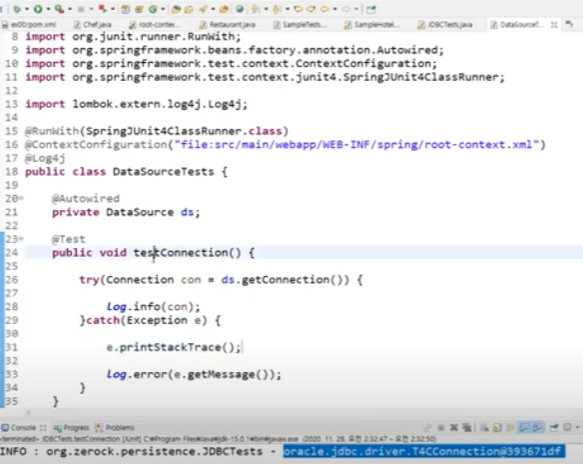 ex00/pom.xml Chef.java root-contex... Restaurant.java SampleTests... SampleHotel... JDBCTests.java DataSourceT...
8 import org.junit.runner.RunWith;
9 import org.springframework.beans.factory.annotation.Autowired;
10 import org.springframework.test.context.ContextConfiguration;
11 import org.springframework.test.context.junit4.SpringJUnit4ClassRunner;
12
13 import lombok.extern.log4j.Log4j;
14
15 @RunWith(SpringJUnit4ClassRunner.class)
16 @ContextConfiguration("file:src/main/webapp/WEB-INF/spring/root-context.xml")
17 @Log4j
18 public class DataSourceTests {
19
20 @Autowired
21 private DataSource ds;
22
23 @Test
24 public void testConnection() {
25
26 try(Connection con = ds.getConnection()) {
27
28 log.info(con);
29 }catch(Exception e) {
30
31 e.printStackTrace();
32
33 log.error(e.getMessage());
34 }
35 }
Console Progress Problems
<terminated> JDBCTests.testConnection [JUnit] C:\Program Files\Java\jdk-15.0.1\bin\javaw.exe (2020. 11. 28. 오전 2:32:47 – 오전 2:32:50)
INFO : org.zerock.persistence.JDBCTests - oracle.jdbc.driver.T4CConnection@393671df